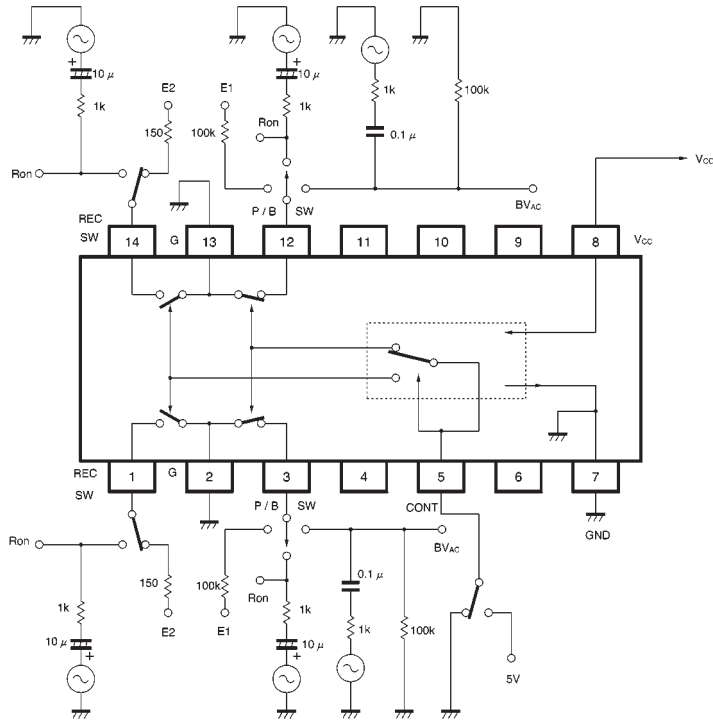 10 μ
1k
Ron
E2
150
E1
100k
10 μ
1k
Ron
1k
0.1 μ
100k
BVAC
VCC
REC
SW
G
P / B SW
VCC
14
13
12
11
10
9
8
1
2
3
4
5
6
7
REC
SW
G
P / B SW
CONT
GND
Ron
1k
10 μ
150
E2
100k
E1
Ron
1k
10 μ
0.1 μ
1k
100k
BVAC
5V
+
+
+
+